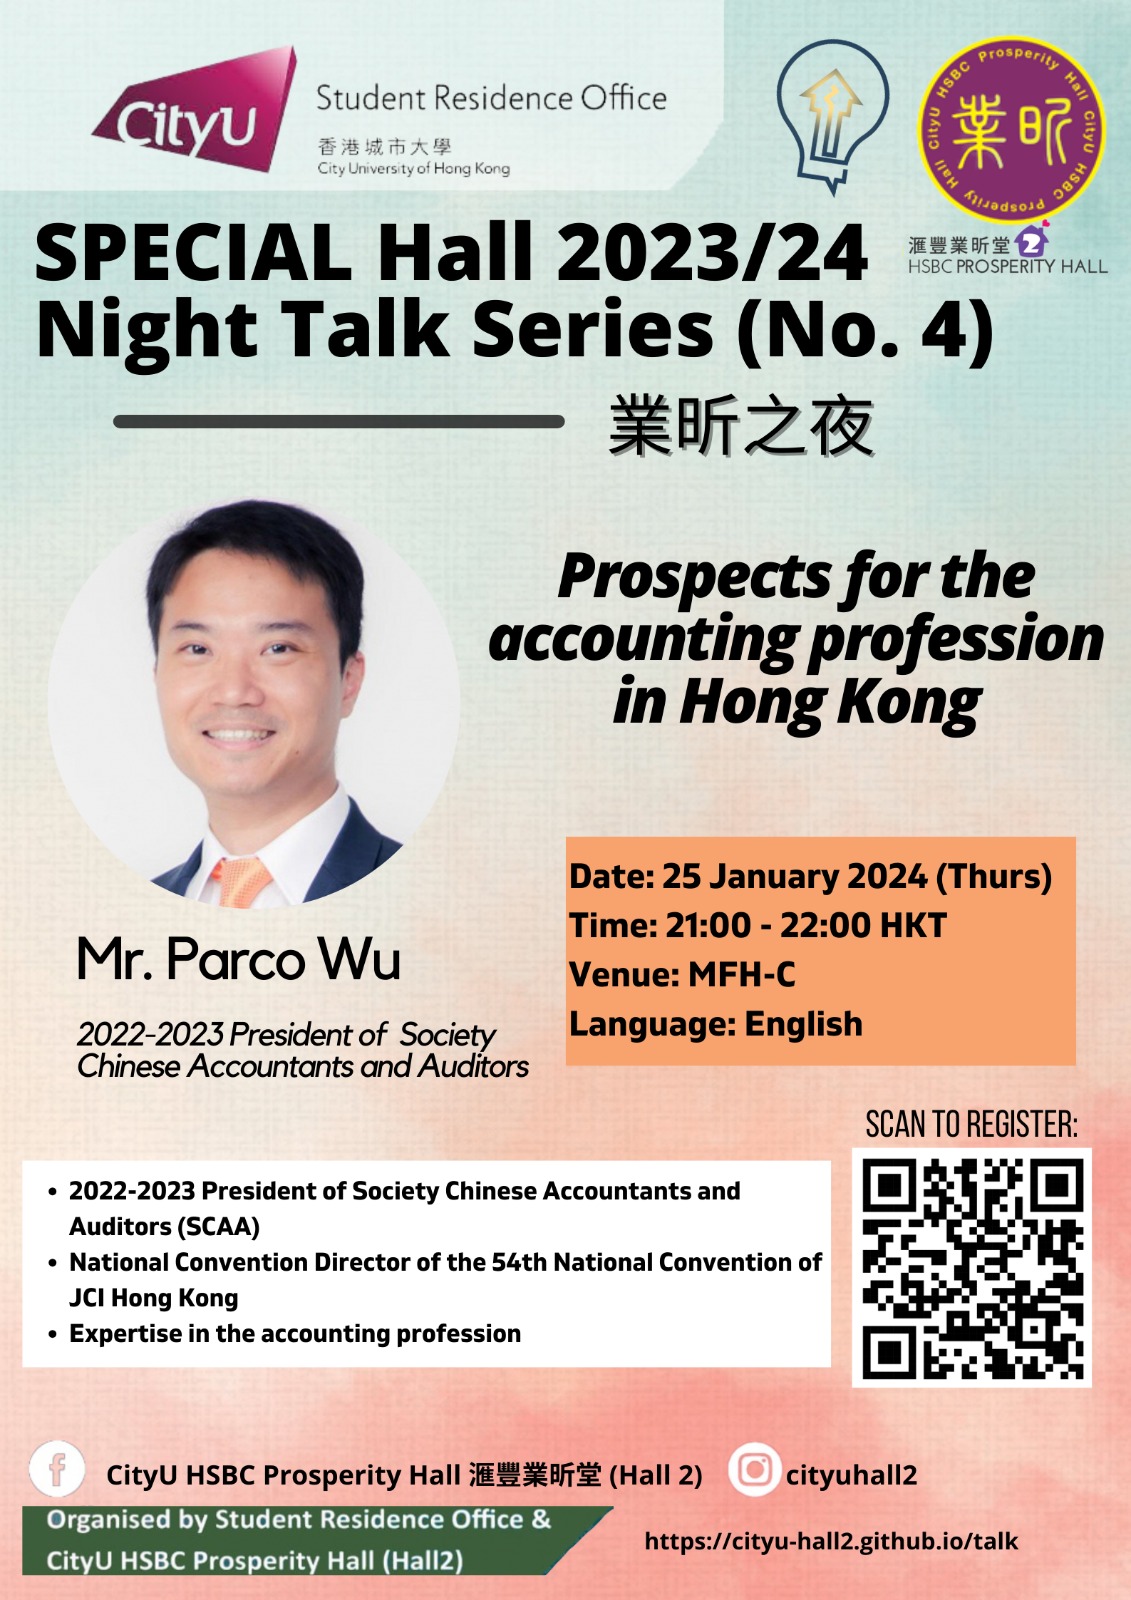 CityU
Student Residence Office
香港城市大學
City University of Hong Kong
CityU HSBC Prosperity Hall CityU HSBC Prosperity Hall
業昕
滙豐業昕堂 2
HSBC PROSPERITY HALL
SPECIAL Hall 2023/24
Night Talk Series (No. 4)
業昕之夜
Prospects for the
accounting profession
in Hong Kong
Date: 25 January 2024 (Thurs)
Time: 21:00 - 22:00 HKT
Venue: MFH-C
Language: English
Mr. Parco Wu
2022-2023 President of Society
Chinese Accountants and Auditors
SCAN TO REGISTER:
• 2022-2023 President of Society Chinese Accountants and
Auditors (SCAA)
• National Convention Director of the 54th National Convention of
JCI Hong Kong
• Expertise in the accounting profession
CityU HSBC Prosperity Hall 滙豐業昕堂 (Hall 2)
cityuhall2
Organised by Student Residence Office &
CityU HSBC Prosperity Hall (Hall2)
https://cityu-hall2.github.io/talk